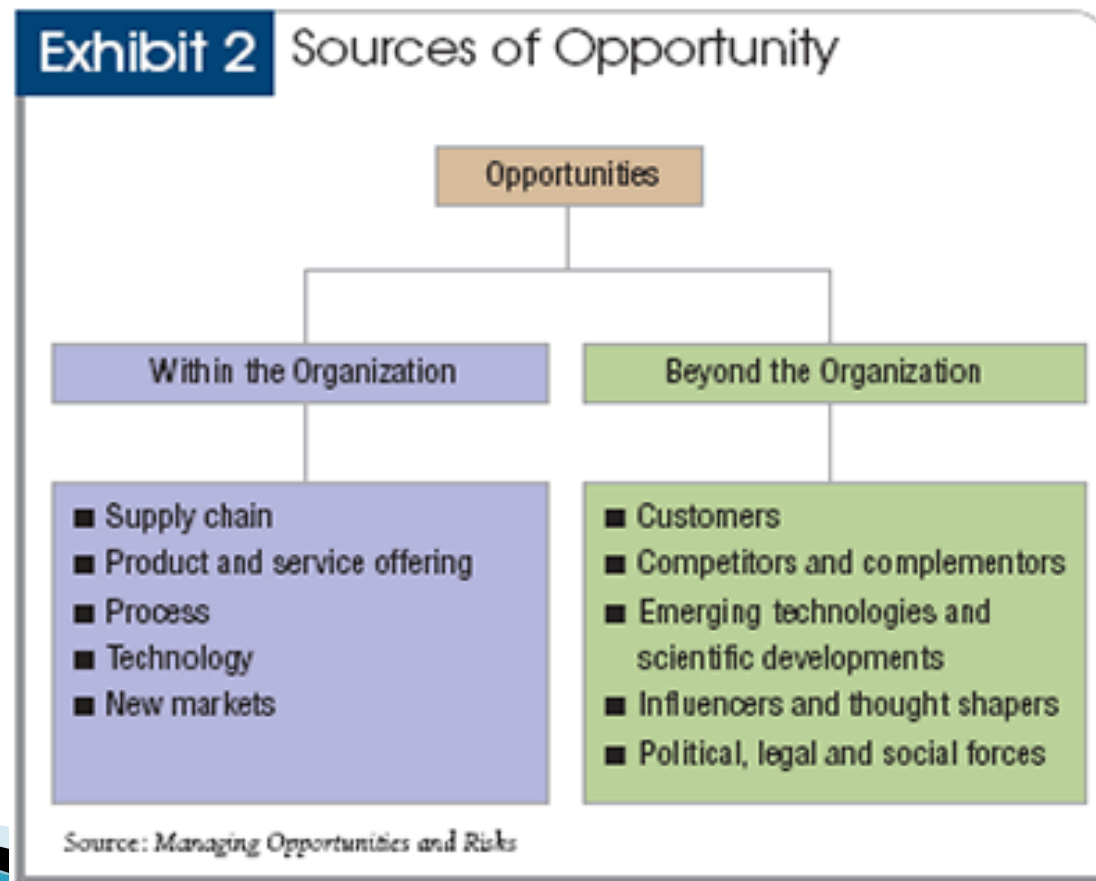 Exhibit 2 Sources of Opportunity
Opportunities
Within the Organization
■ Supply chain
■ Product and service offering
■ Process
■ Technology
■ New markets
Beyond the Organization
■ Customers
■ Competitors and complementors
■ Emerging technologies and
scientific developments
■ Influencers and thought shapers
■ Political, legal and social forces
Source: Managing Opportunities and Risks